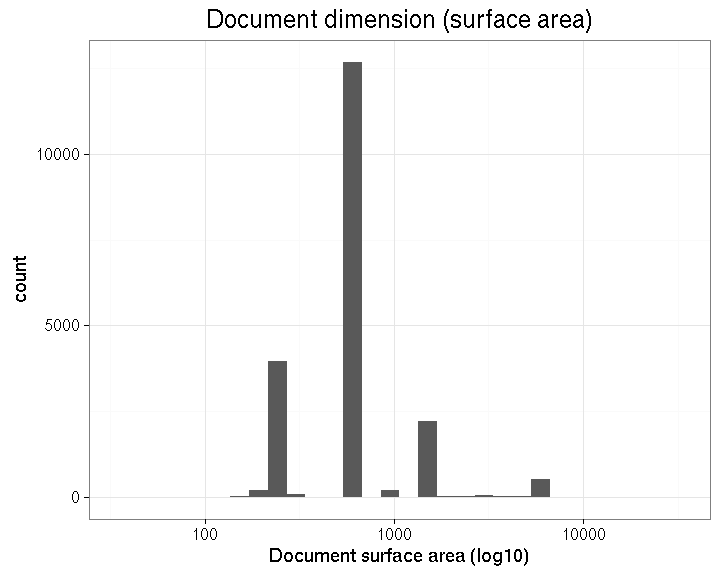 Document dimension (surface area)
10000
5000
0
count
100 1000 10000
Document surface area (log10)